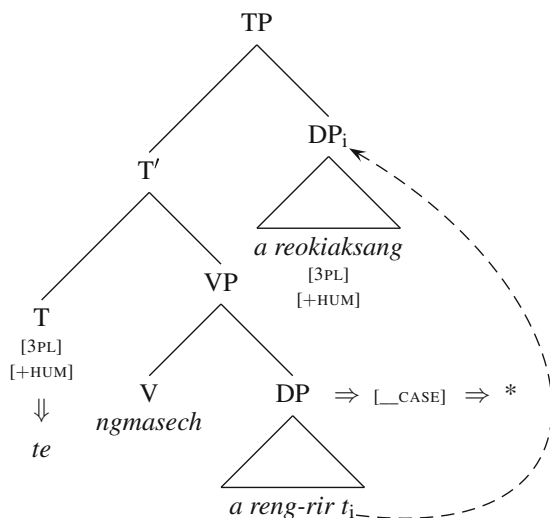 TP
DPi
T′
a reokiaksang
[3PL]
[+HUM]
VP
T
[3PL]
[+HUM]
⇓
te
V
ngmasech
DP ⇒ [__CASE] ⇒ *
a reng-rir ti